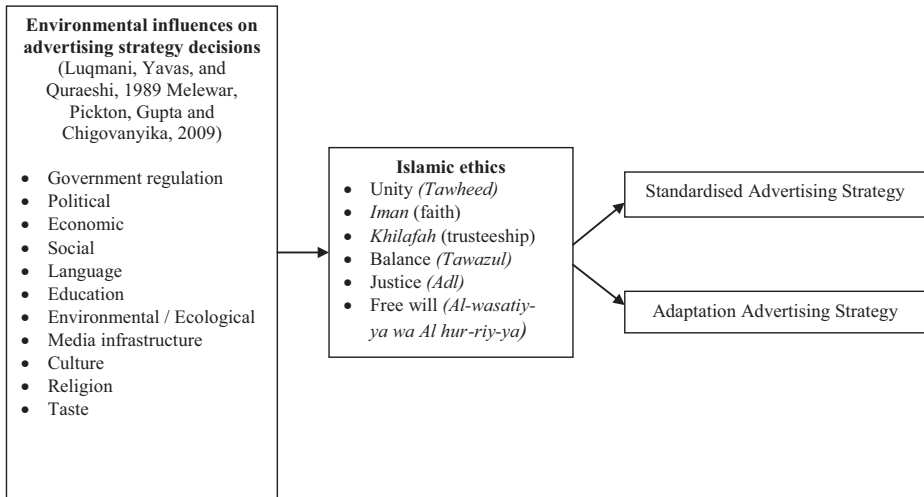 Environmental influences on
advertising strategy decisions
(Luqmani, Yavas, and
Quraeshi, 1989 Melewar,
Pickton, Gupta and
Chigovanyika, 2009)
• Government regulation
• Political
• Economic
• Social
• Language
• Education
• Environmental / Ecological
• Media infrastructure
• Culture
• Religion
• Taste
Islamic ethics
• Unity (Tawheed)
• Iman (faith)
• Khilafah (trusteeship)
• Balance (Tawazul)
• Justice (Adl)
• Free will (Al-wasatiy-
ya wa Al hur-riy-ya)
Standardised Advertising Strategy
Adaptation Advertising Strategy